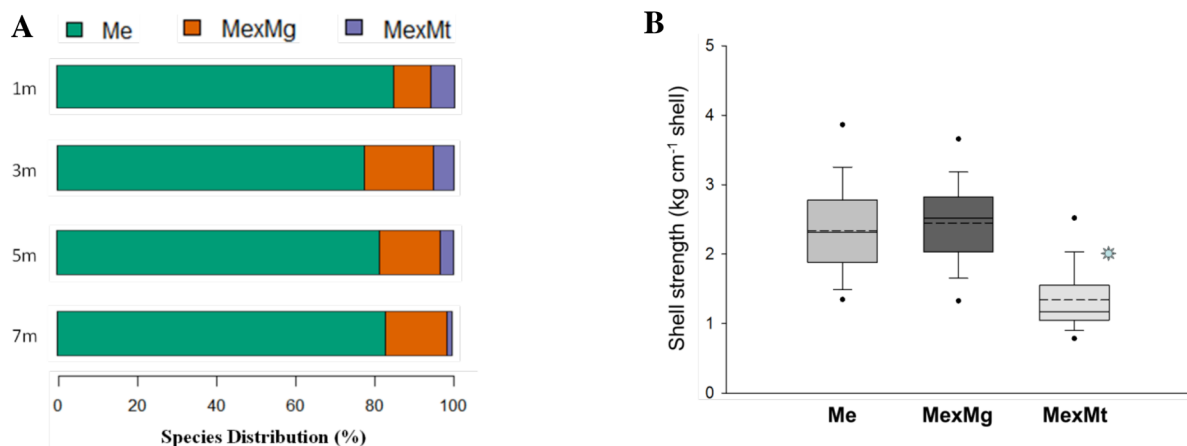 A
Me MexMg MexMt
1m
3m
5m
7m
0 20 40 60 80 100
Species Distribution (%)
B
Shell strength (kg cm⁻¹ shell)
5
4
3
2
1
0
Me MexMg MexMt